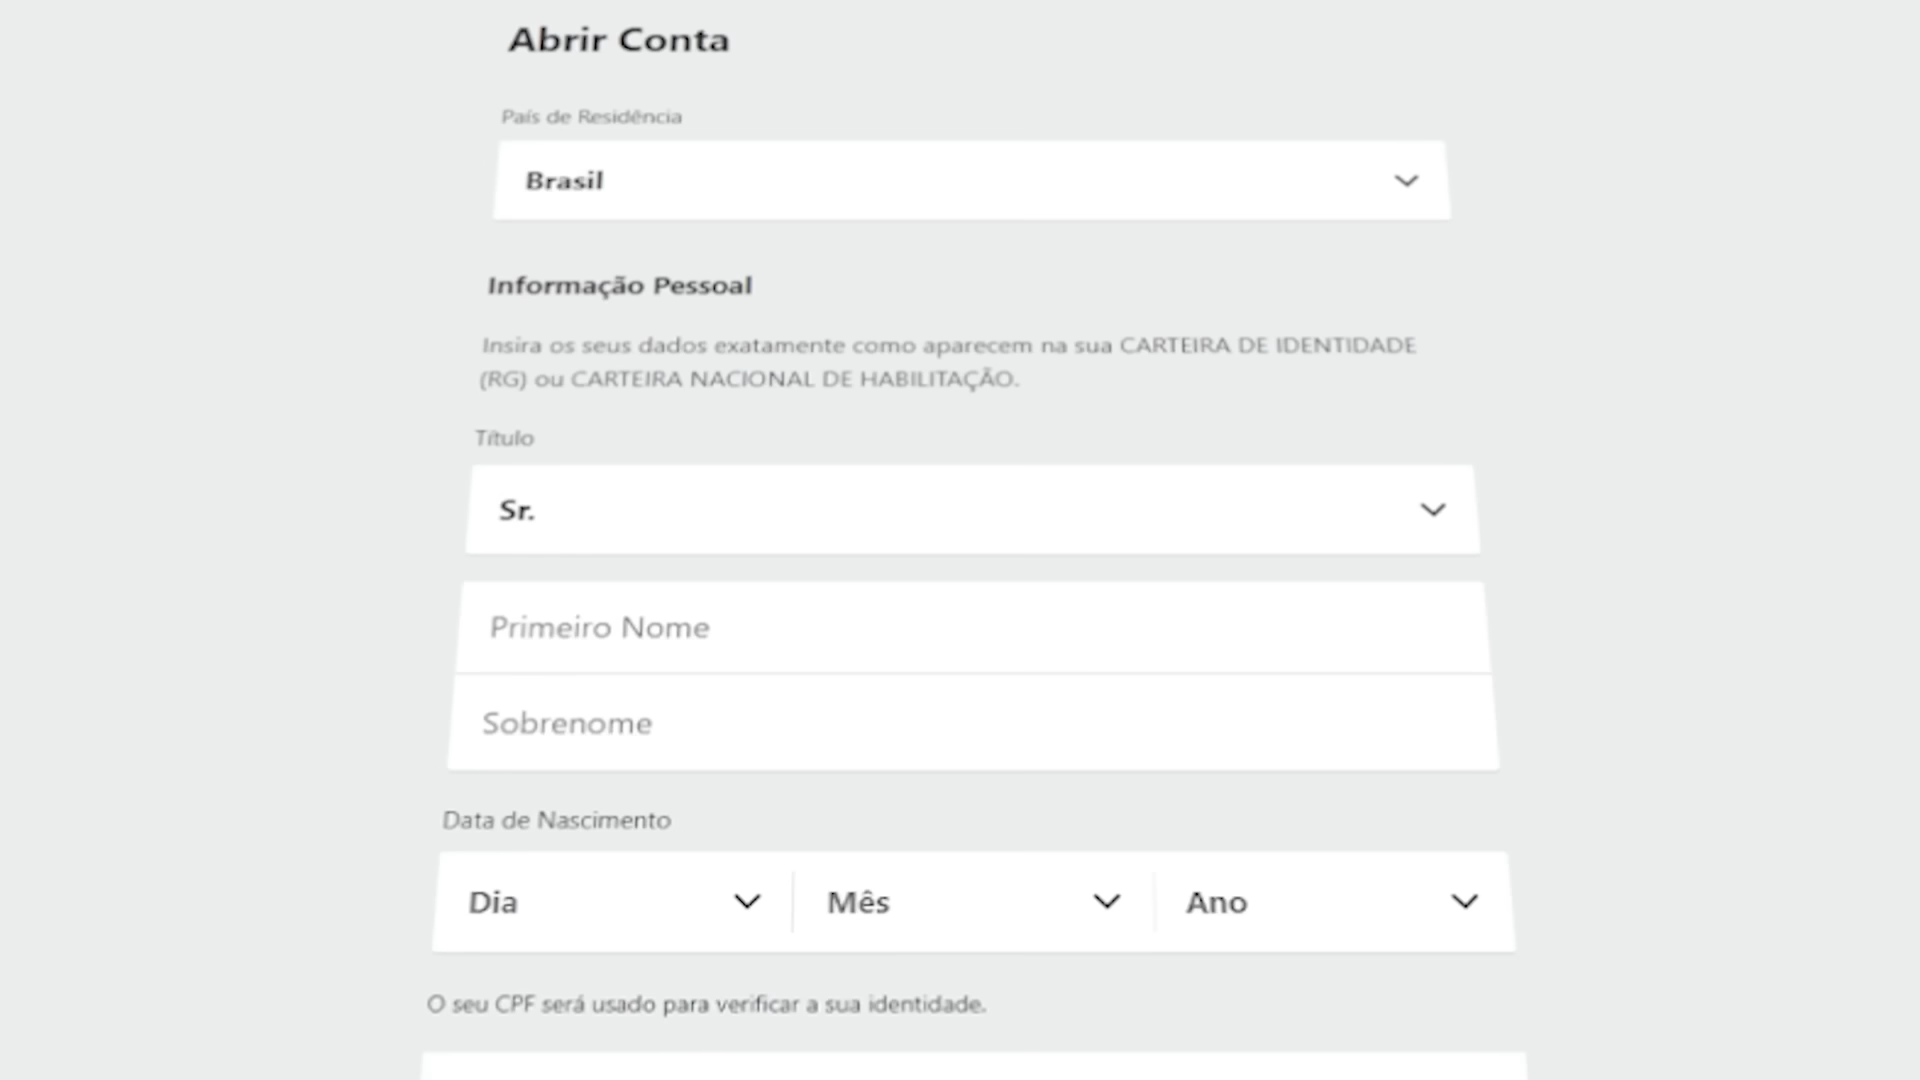 Abrir Conta
País de Residência
Brasil
Informação Pessoal
Insira os seus dados exatamente como aparecem na sua CARTEIRA DE IDENTIDADE
(RG) ou CARTEIRA NACIONAL DE HABILITAÇÃO.
Título
Sr.
Primeiro Nome
Sobrenome
Data de Nascimento
Dia Mês Ano
O seu CPF será usado para verificar a sua identidade.